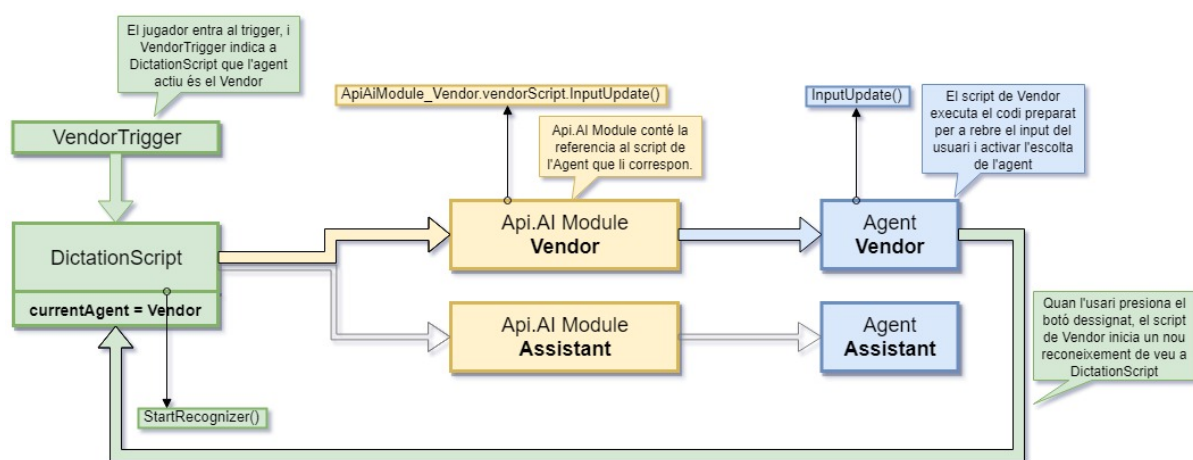 El jugador entra al trigger, i
VendorTrigger indica a
DictationScript que l'agent
actiu és el Vendor
ApiAiModule_Vendor.vendorScript.InputUpdate()
InputUpdate()
El script de Vendor
executa el codi preparat
per a rebre el input del
usuari i activar l'escolta
de l'agent
Api.AI Module conté la
referencia al script de
l'Agent que li correspon.
VendorTrigger
DictationScript
currentAgent = Vendor
Api.AI Module
Vendor
Agent
Vendor
Api.AI Module
Assistant
Agent
Assistant
Quan l'usari presiona el
botó dessignat, el script
de Vendor inicia un nou
reconeixement de veu a
DictationScript
StartRecognizer()